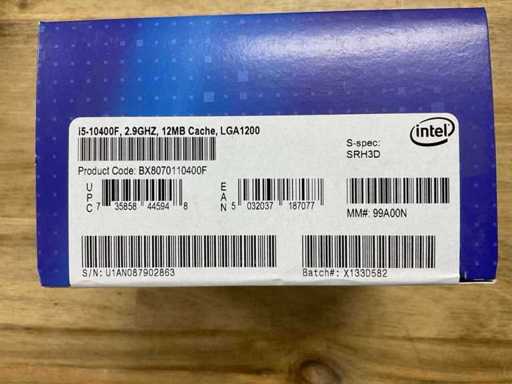 i5-10400F, 2.9GHZ, 12MB Cache, LGA1200
Product Code: BX8070110400F
UPC
7 35858 44594 8
EAN
5 032037 187077
intel
S-spec:
SRH3D
MM#: 99A00N
S/N: U1AN087902863
Batch#: X133D582